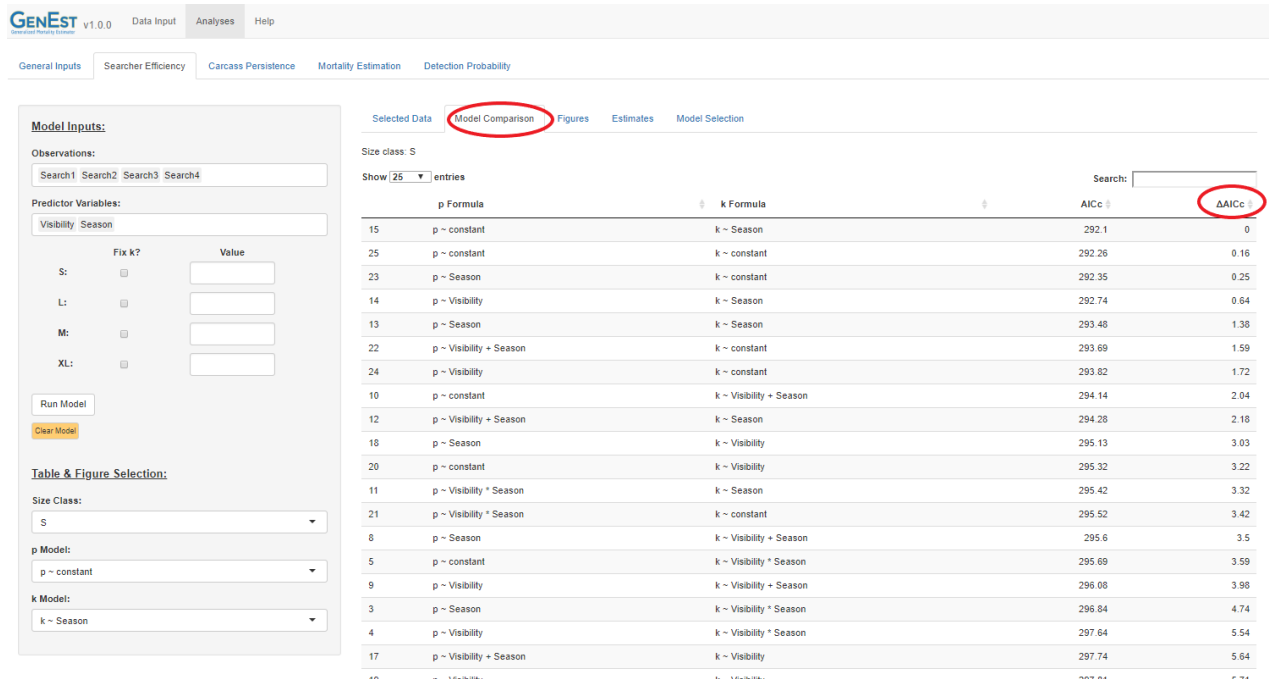 GENEST v1.0.0 Data Input Analyses Help
Generalized Mortality Estimator
General Inputs Searcher Efficiency Carcass Persistence Mortality Estimation Detection Probability
Model Inputs:
Observations:
Search1 Search2 Search3 Search4
Predictor Variables:
Visibility Season
Fix k? Value
S:
L:
M:
XL:
Run Model
Clear Model
Table & Figure Selection:
Size Class:
S
p Model:
p ~ constant
k Model:
k ~ Season
Selected Data Model Comparison Figures Estimates Model Selection
Size class: S
Show 25 entries Search:
p Formula k Formula AICc ΔAICc
15 p ~ constant k ~ Season 292.1 0
25 p ~ constant k ~ constant 292.26 0.16
23 p ~ Season k ~ constant 292.35 0.25
14 p ~ Visibility k ~ Season 292.74 0.64
13 p ~ Season k ~ Season 293.48 1.38
22 p ~ Visibility + Season k ~ constant 293.69 1.59
24 p ~ Visibility k ~ constant 293.82 1.72
10 p ~ constant k ~ Visibility + Season 294.14 2.04
12 p ~ Visibility + Season k ~ Season 294.28 2.18
18 p ~ Season k ~ Visibility 295.13 3.03
20 p ~ constant k ~ Visibility 295.32 3.22
11 p ~ Visibility * Season k ~ Season 295.42 3.32
21 p ~ Visibility * Season k ~ constant 295.52 3.42
8 p ~ Season k ~ Visibility + Season 295.6 3.5
5 p ~ constant k ~ Visibility * Season 295.69 3.59
9 p ~ Visibility k ~ Visibility + Season 296.08 3.98
3 p ~ Season k ~ Visibility * Season 296.84 4.74
4 p ~ Visibility k ~ Visibility * Season 297.64 5.54
17 p ~ Visibility + Season k ~ Visibility 297.74 5.64